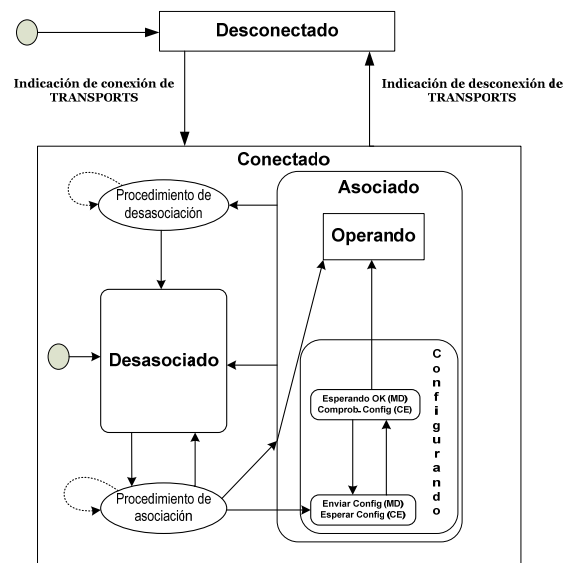 Desconectado
Indicación de conexión de
TRANSPORTS
Indicación de desconexión de
TRANSPORTS
Conectado
Asociado
Procedimiento de
desasociación
Operando
Desasociado
Configurando
Esperando OK (MD)
Comprob. Config (CE)
Enviar Config (MD)
Esperar Config (CE)
Procedimiento de
asociación